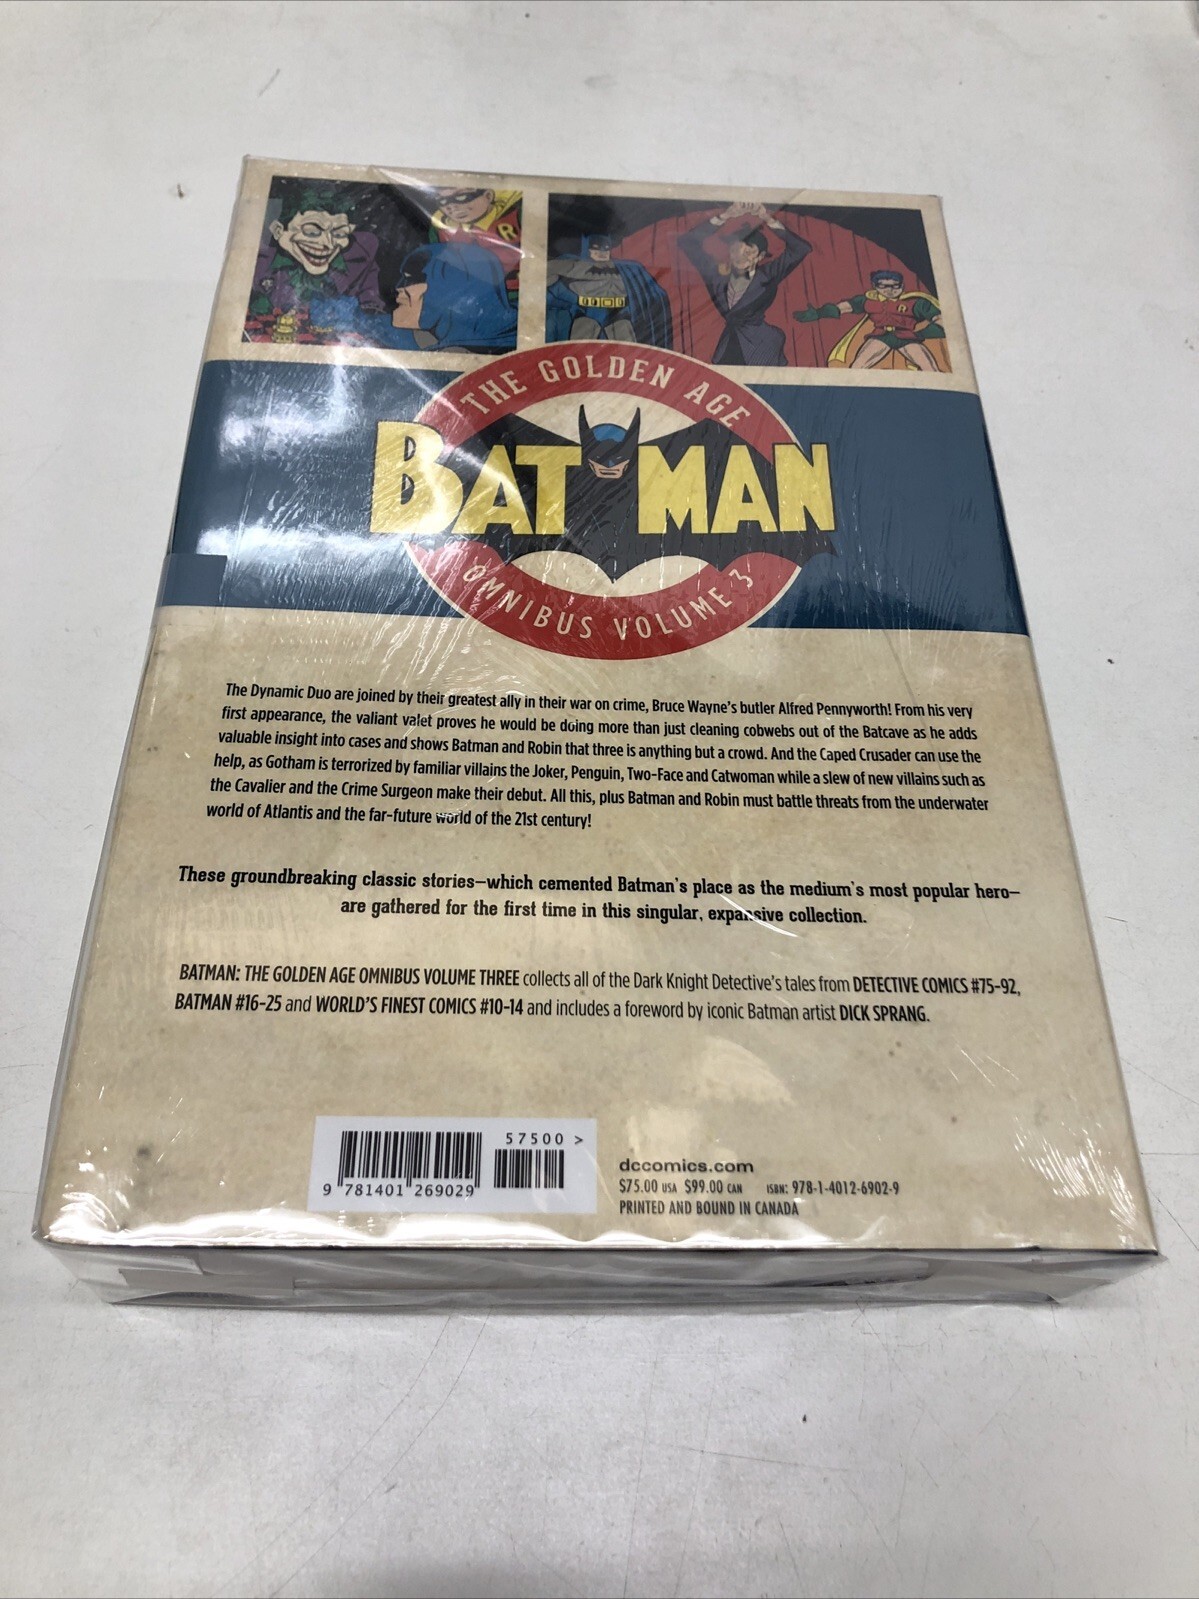 R
R
THE GOLDEN AGE
BATMAN
OMNIBUS VOLUME 3
The Dynamic Duo are joined by their greatest ally in their war on crime, Bruce Wayne's butler Alfred Pennyworth! From his very
first appearance, the valiant valet proves he would be doing more than just cleaning cobwebs out of the Batcave as he adds
valuable insight into cases and shows Batman and Robin that three is anything but a crowd. And the Caped Crusader can use the
help, as Gotham is terrorized by familiar villains the Joker, Penguin, Two-Face and Catwoman while a slew of new villains such as
the Cavalier and the Crime Surgeon make their debut. All this, plus Batman and Robin must battle threats from the underwater
world of Atlantis and the far-future world of the 21st century!
These groundbreaking classic stories—which cemented Batman's place as the medium's most popular hero—
are gathered for the first time in this singular, expansive collection.
BATMAN: THE GOLDEN AGE OMNIBUS VOLUME THREE collects all of the Dark Knight Detective's tales from DETECTIVE COMICS #75-92,
BATMAN #16-25 and WORLD'S FINEST COMICS #10-14 and includes a foreword by iconic Batman artist DICK SPRANG.
57500 >
9 781401 269029
dccomics.com
$75.00 USA $99.00 CAN ISBN: 978-1-4012-6902-9
PRINTED AND BOUND IN CANADA